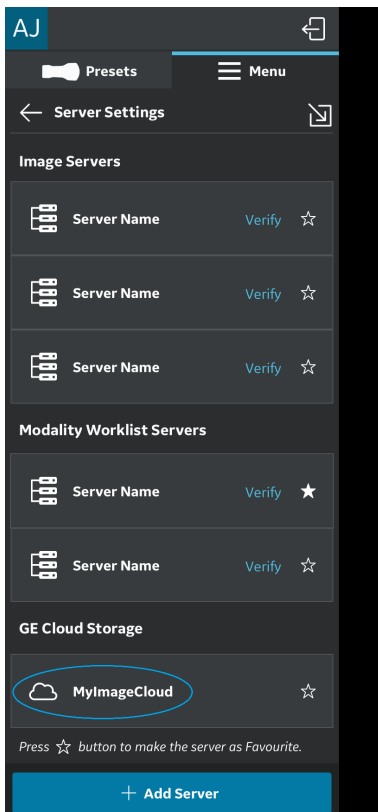 AJ
Presets Menu
Server Settings
Image Servers
Server Name Verify
Server Name Verify
Server Name Verify
Modality Worklist Servers
Server Name Verify
Server Name Verify
GE Cloud Storage
MyImageCloud
Press ☆ button to make the server as Favourite.
+ Add Server